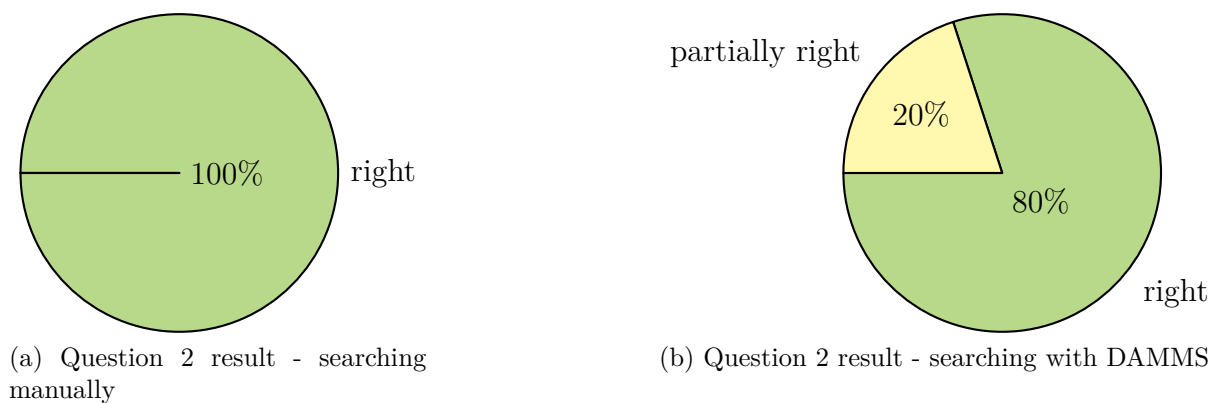 100%
right
(a) Question 2 result - searching
manually
partially right
20%
80%
right
(b) Question 2 result - searching with DAMMS